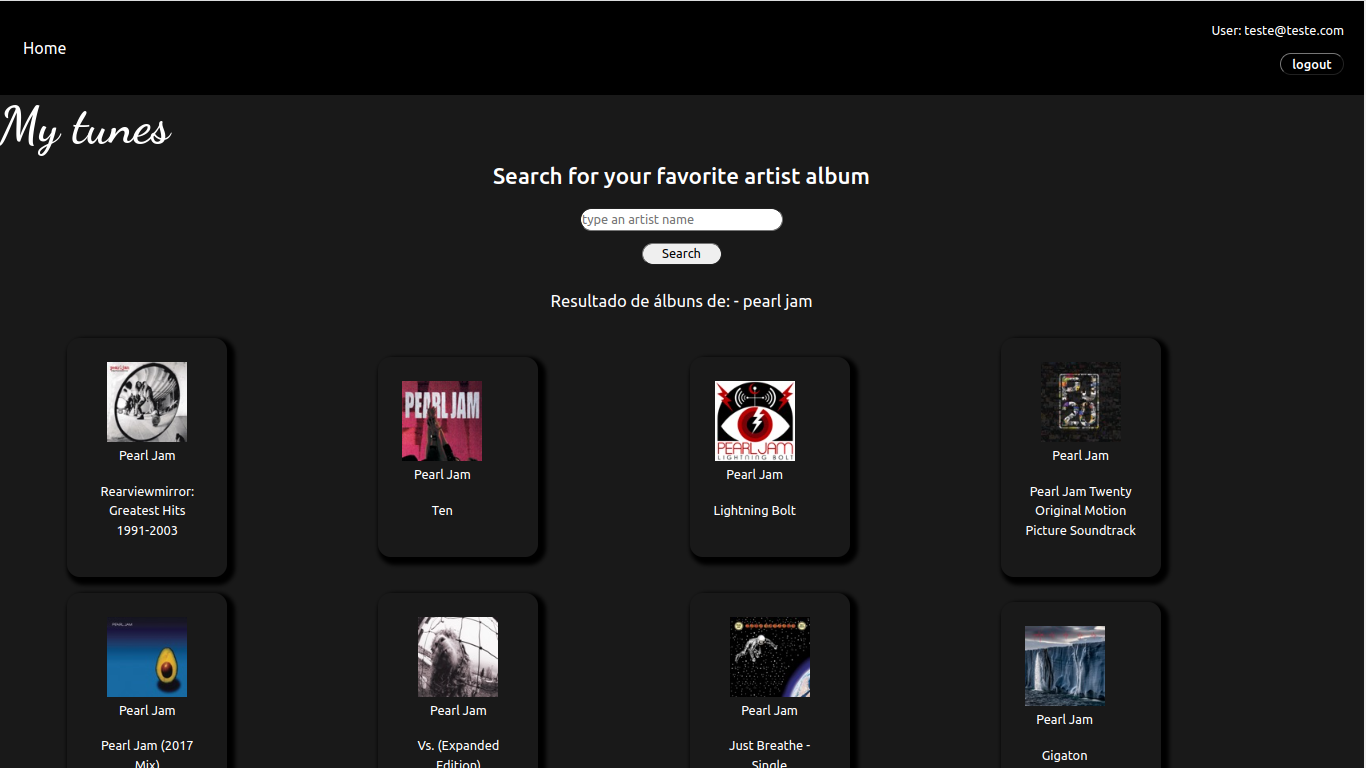 Home
User: teste@teste.com
logout
My tunes
Search for your favorite artist album
type an artist name
Search
Resultado de álbuns de: - pearl jam
Pearl Jam
Rearviewmirror:
Greatest Hits
1991-2003
PEARL JAM
Pearl Jam
Ten
PEARL JAM
LIGHTNING BOLT
Pearl Jam
Lightning Bolt
PJ
20
Pearl Jam
Pearl Jam Twenty
Original Motion
Picture Soundtrack
PEARL JAM
Pearl Jam
Pearl Jam (2017
Mix)
Pearl Jam
Vs. (Expanded
Edition)
Pearl Jam
Just Breathe -
Single
Pearl Jam
Gigaton